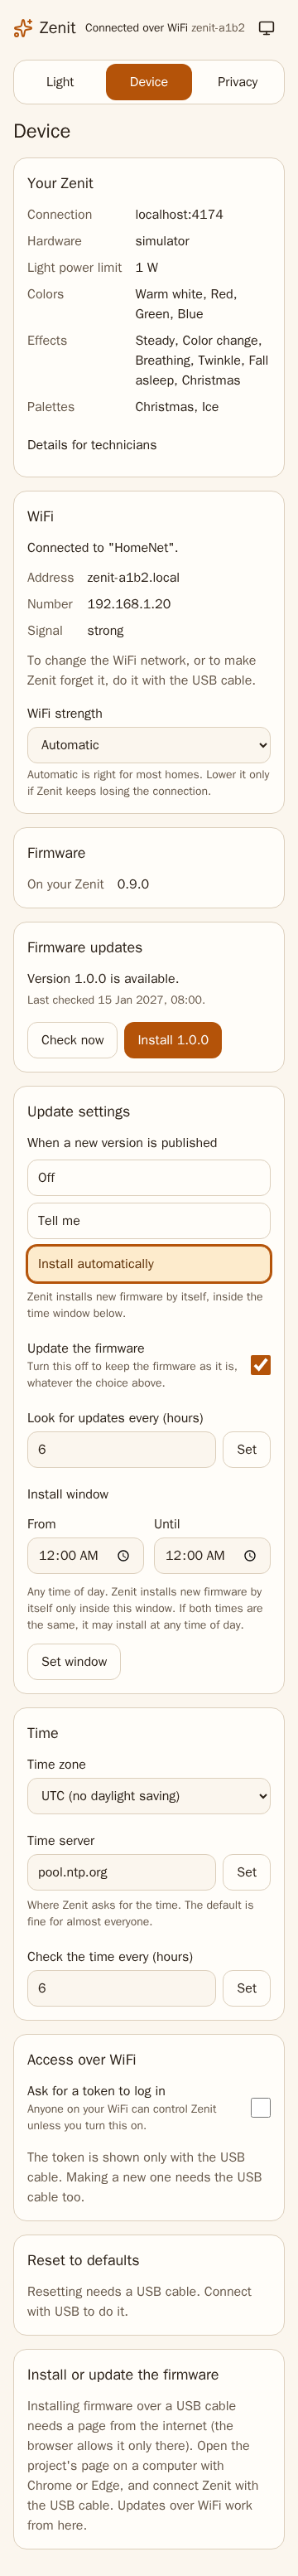 Zenit Connected over WiFi zenit-a1b2
Light Device Privacy
Device
Your Zenit
Connection localhost:4174
Hardware simulator
Light power limit 1 W
Colors Warm white, Red,
Green, Blue
Effects Steady, Color change,
Breathing, Twinkle, Fall
asleep, Christmas
Palettes Christmas, Ice
Details for technicians
WiFi
Connected to "HomeNet".
Address zenit-a1b2.local
Number 192.168.1.20
Signal strong
To change the WiFi network, or to make
Zenit forget it, do it with the USB cable.
WiFi strength
Automatic
Automatic is right for most homes. Lower it only
if Zenit keeps losing the connection.
Firmware
On your Zenit 0.9.0
Firmware updates
Version 1.0.0 is available.
Last checked 15 Jan 2027, 08:00.
Check now Install 1.0.0
Update settings
When a new version is published
Off
Tell me
Install automatically
Zenit installs new firmware by itself, inside the
time window below.
Update the firmware
Turn this off to keep the firmware as it is,
whatever the choice above.
Look for updates every (hours)
6 Set
Install window
From Until
12:00 AM 12:00 AM
Any time of day. Zenit installs new firmware by
itself only inside this window. If both times are
the same, it may install at any time of day.
Set window
Time
Time zone
UTC (no daylight saving)
Time server
pool.ntp.org Set
Where Zenit asks for the time. The default is
fine for almost everyone.
Check the time every (hours)
6 Set
Access over WiFi
Ask for a token to log in
Anyone on your WiFi can control Zenit
unless you turn this on.
The token is shown only with the USB
cable. Making a new one needs the USB
cable too.
Reset to defaults
Resetting needs a USB cable. Connect
with USB to do it.
Install or update the firmware
Installing firmware over a USB cable
needs a page from the internet (the
browser allows it only there). Open the
project's page on a computer with
Chrome or Edge, and connect Zenit with
the USB cable. Updates over WiFi work
from here.